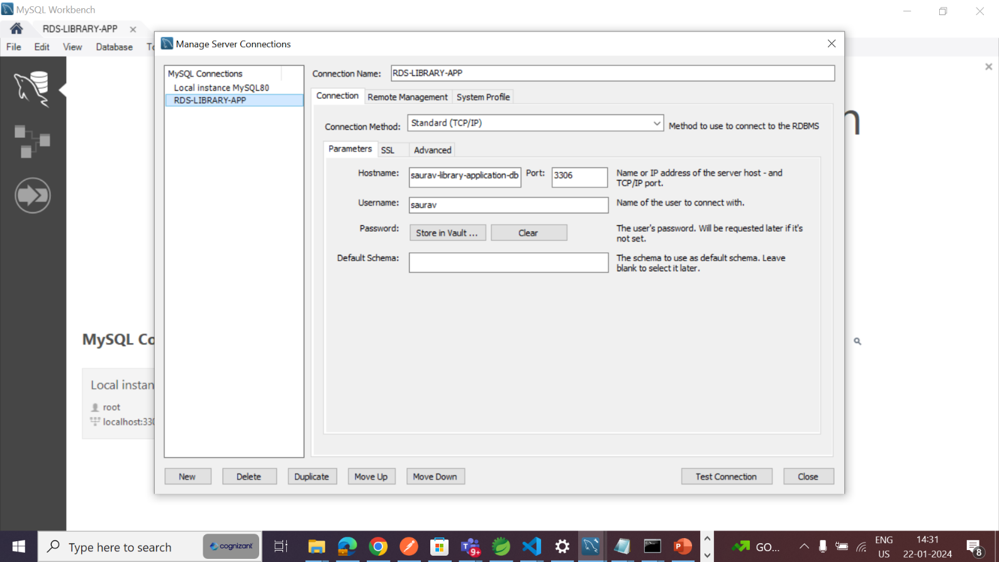 MySQL Workbench
RDS-LIBRARY-APP
File Edit View Database
Manage Server Connections
MySQL Connections
Local instance MySQL80
RDS-LIBRARY-APP
Connection Name: RDS-LIBRARY-APP
Connection Remote Management System Profile
Connection Method: Standard (TCP/IP) Method to use to connect to the RDBMS
Parameters SSL Advanced
Hostname: saurav-library-application-db Port: 3306 Name or IP address of the server host - and
TCP/IP port.
Username: saurav Name of the user to connect with.
Password: Store in Vault ... Clear The user's password. Will be requested later if it's
not set.
Default Schema: The schema to use as default schema. Leave
blank to select it later.
MySQL Co
Local instan
root
localhost:330
New Delete Duplicate Move Up Move Down Test Connection Close
Type here to search cognizant
9+
GO...
ENG
US
14:31
22-01-2024
8